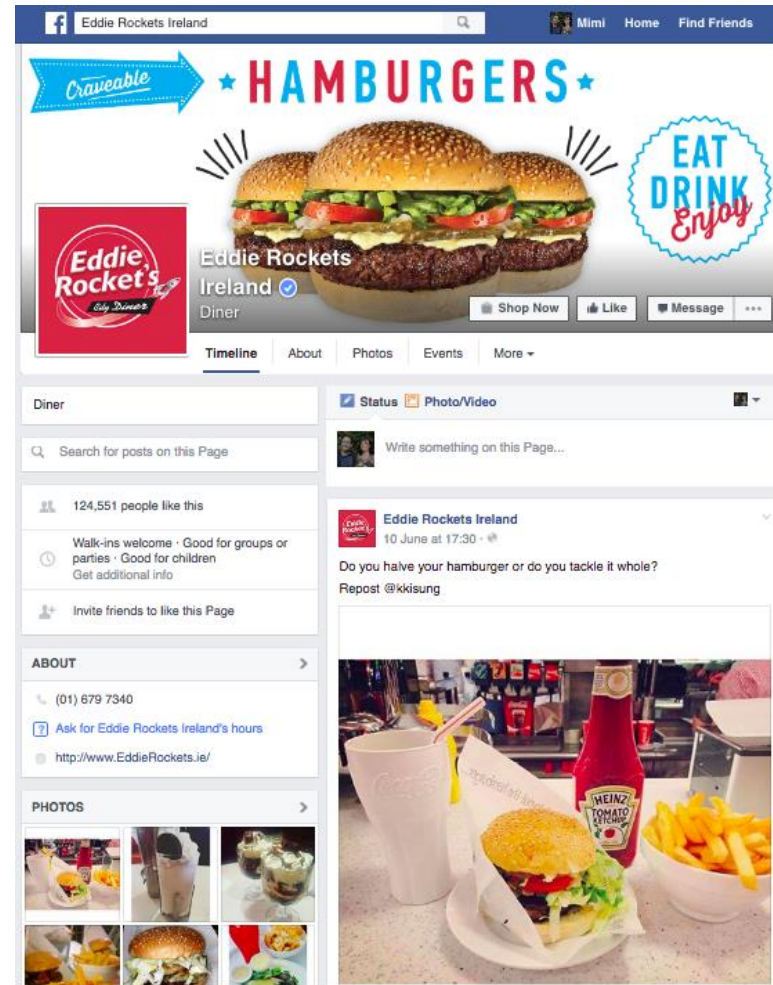 Eddie Rockets Ireland
Mimi Home Find Friends
Craveable
HAMBURGERS
EAT
DRINK
Enjoy
Eddie
Rocket's
City Diner
Eddie Rockets
Ireland
Diner
Shop Now Like Message
Timeline About Photos Events More
Diner
Search for posts on this Page
124,551 people like this
Walk-ins welcome · Good for groups or
parties · Good for children
Get additional info
Invite friends to like this Page
ABOUT
(01) 679 7340
Ask for Eddie Rockets Ireland's hours
http://www.EddieRockets.ie/
PHOTOS
Status Photo/Video
Write something on this Page...
Eddie Rockets Ireland
10 June at 17:30 ·
Do you halve your hamburger or do you tackle it whole?
Repost @kkisung
Coca-Cola
HEINZ
TOMATO
KETCHUP